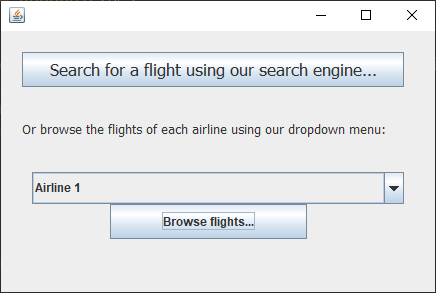 Search for a flight using our search engine...
Or browse the flights of each airline using our dropdown menu:
Airline 1
Browse flights...